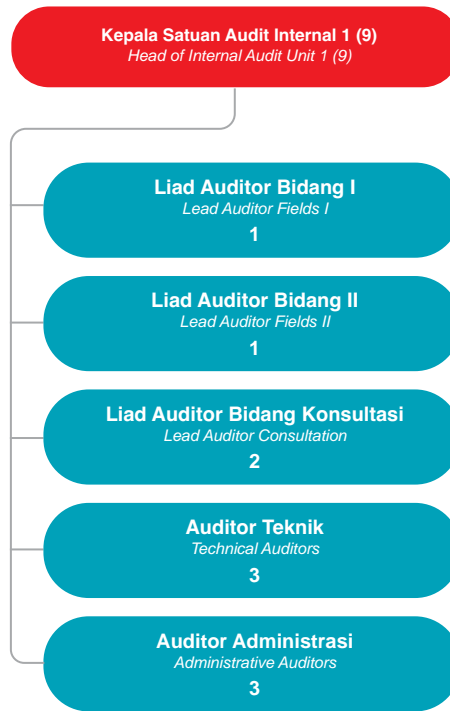 Kepala Satuan Audit Internal 1 (9)
Head of Internal Audit Unit 1 (9)
Liad Auditor Bidang I
Lead Auditor Fields I
1
Liad Auditor Bidang II
Lead Auditor Fields II
1
Liad Auditor Bidang Konsultasi
Lead Auditor Consultation
2
Auditor Teknik
Technical Auditors
3
Auditor Administrasi
Administrative Auditors
3